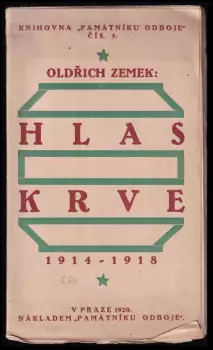 KNIHOVNA „PAMÁTNÍKU ODBOJE“
ČÍS. 5.
OLDŘICH ZEMEK:
HLAS
KRVE
1914-1918
V PRAZE 1920.
NÁKLADEM „PAMÁTNÍKU ODBOJE“.